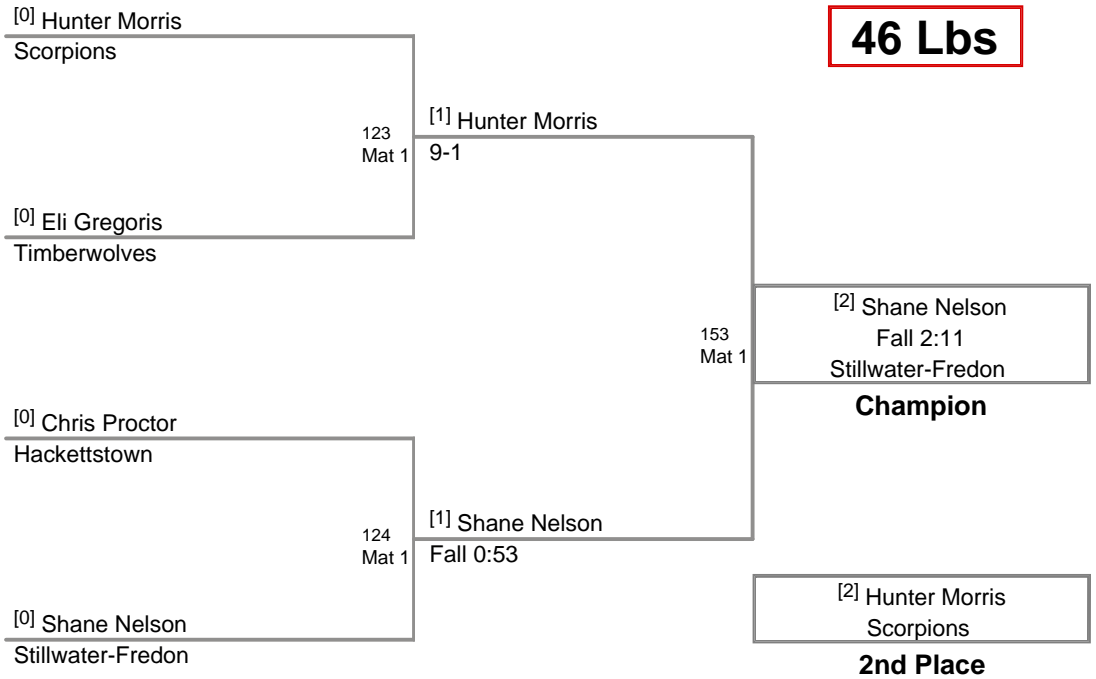 [0] Hunter Morris
Scorpions
46 Lbs
123
Mat 1
[1] Hunter Morris
9-1
[0] Eli Gregoris
Timberwolves
153
Mat 1
[2] Shane Nelson
Fall 2:11
Stillwater-Fredon
Champion
[0] Chris Proctor
Hackettstown
124
Mat 1
[1] Shane Nelson
Fall 0:53
[0] Shane Nelson
Stillwater-Fredon
[2] Hunter Morris
Scorpions
2nd Place